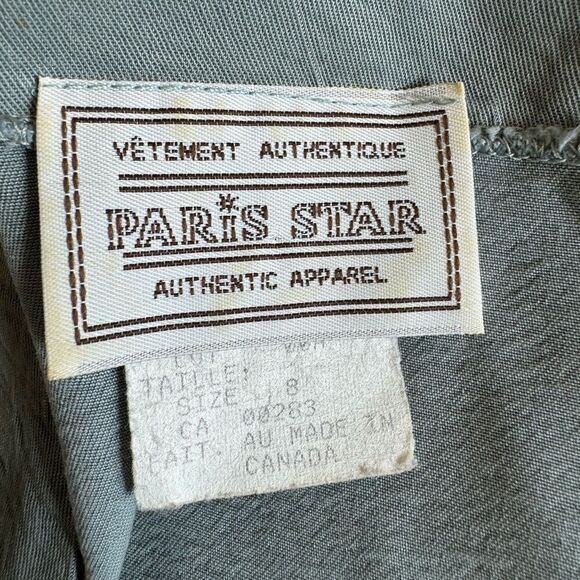 VÊTEMENT AUTHENTIQUE
PARIS STAR
AUTHENTIC APPAREL
TAILLE:
SIZE 8
CA 00283
FAIT. AU MADE IN
CANADA